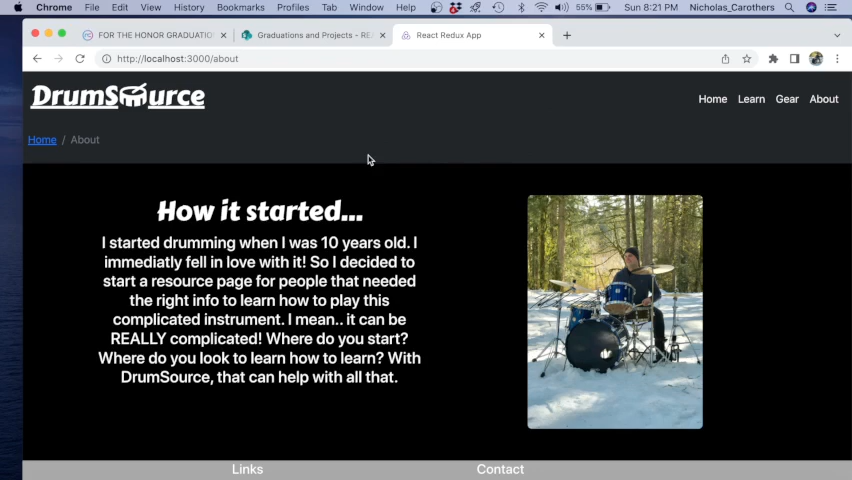 Chrome File Edit View History Bookmarks Profiles Tab Window Help 55% Sun 8:21 PM Nicholas_Carothers
FOR THE HONOR GRADUATIO Graduations and Projects - RE React Redux App
http://localhost:3000/about
DrumSource
Home Learn Gear About
Home / About
How it started...
I started drumming when I was 10 years old. I
immediatly fell in love with it! So I decided to
start a resource page for people that needed
the right info to learn how to play this
complicated instrument. I mean.. it can be
REALLY complicated! Where do you start?
Where do you look to learn how to learn? With
DrumSource, that can help with all that.
Links Contact